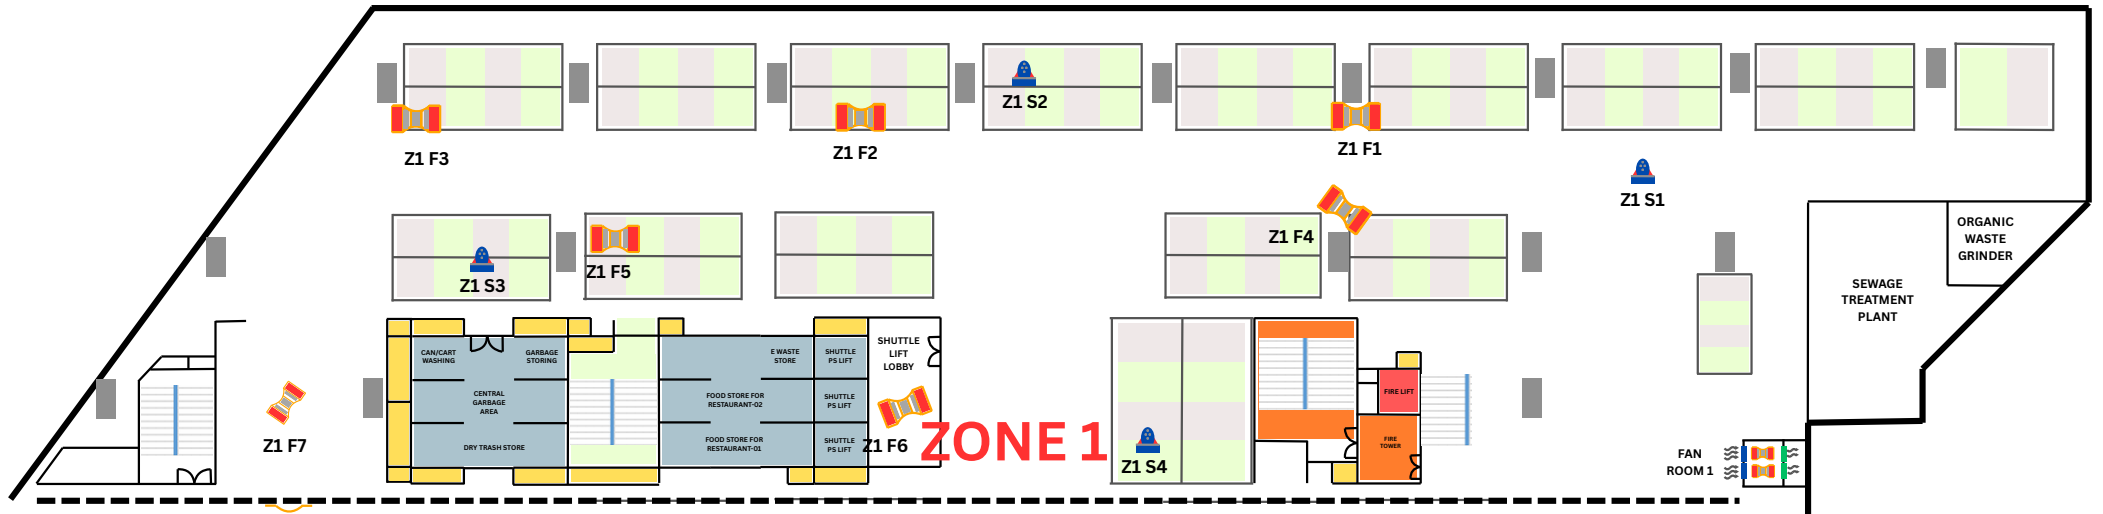 Z1 S2
Z1 F3
Z1 F2
Z1 F1
Z1 S1
Z1 F4
Z1 F5
Z1 S3
ORGANIC
WASTE
GRINDER
SEWAGE
TREATMENT
PLANT
CAN/CART
WASHING
GARBAGE
STORING
E WASTE
STORE
SHUTTLE
PS LIFT
SHUTTLE
LIFT
LOBBY
CENTRAL
GARBAGE
AREA
FOOD STORE FOR
RESTAURANT-02
SHUTTLE
PS LIFT
FIRE LIFT
Z1 F7
DRY TRASH STORE
FOOD STORE FOR
RESTAURANT-01
SHUTTLE
PS LIFT
Z1 F6
ZONE 1
Z1 S4
FIRE
TOWER
FAN
ROOM 1